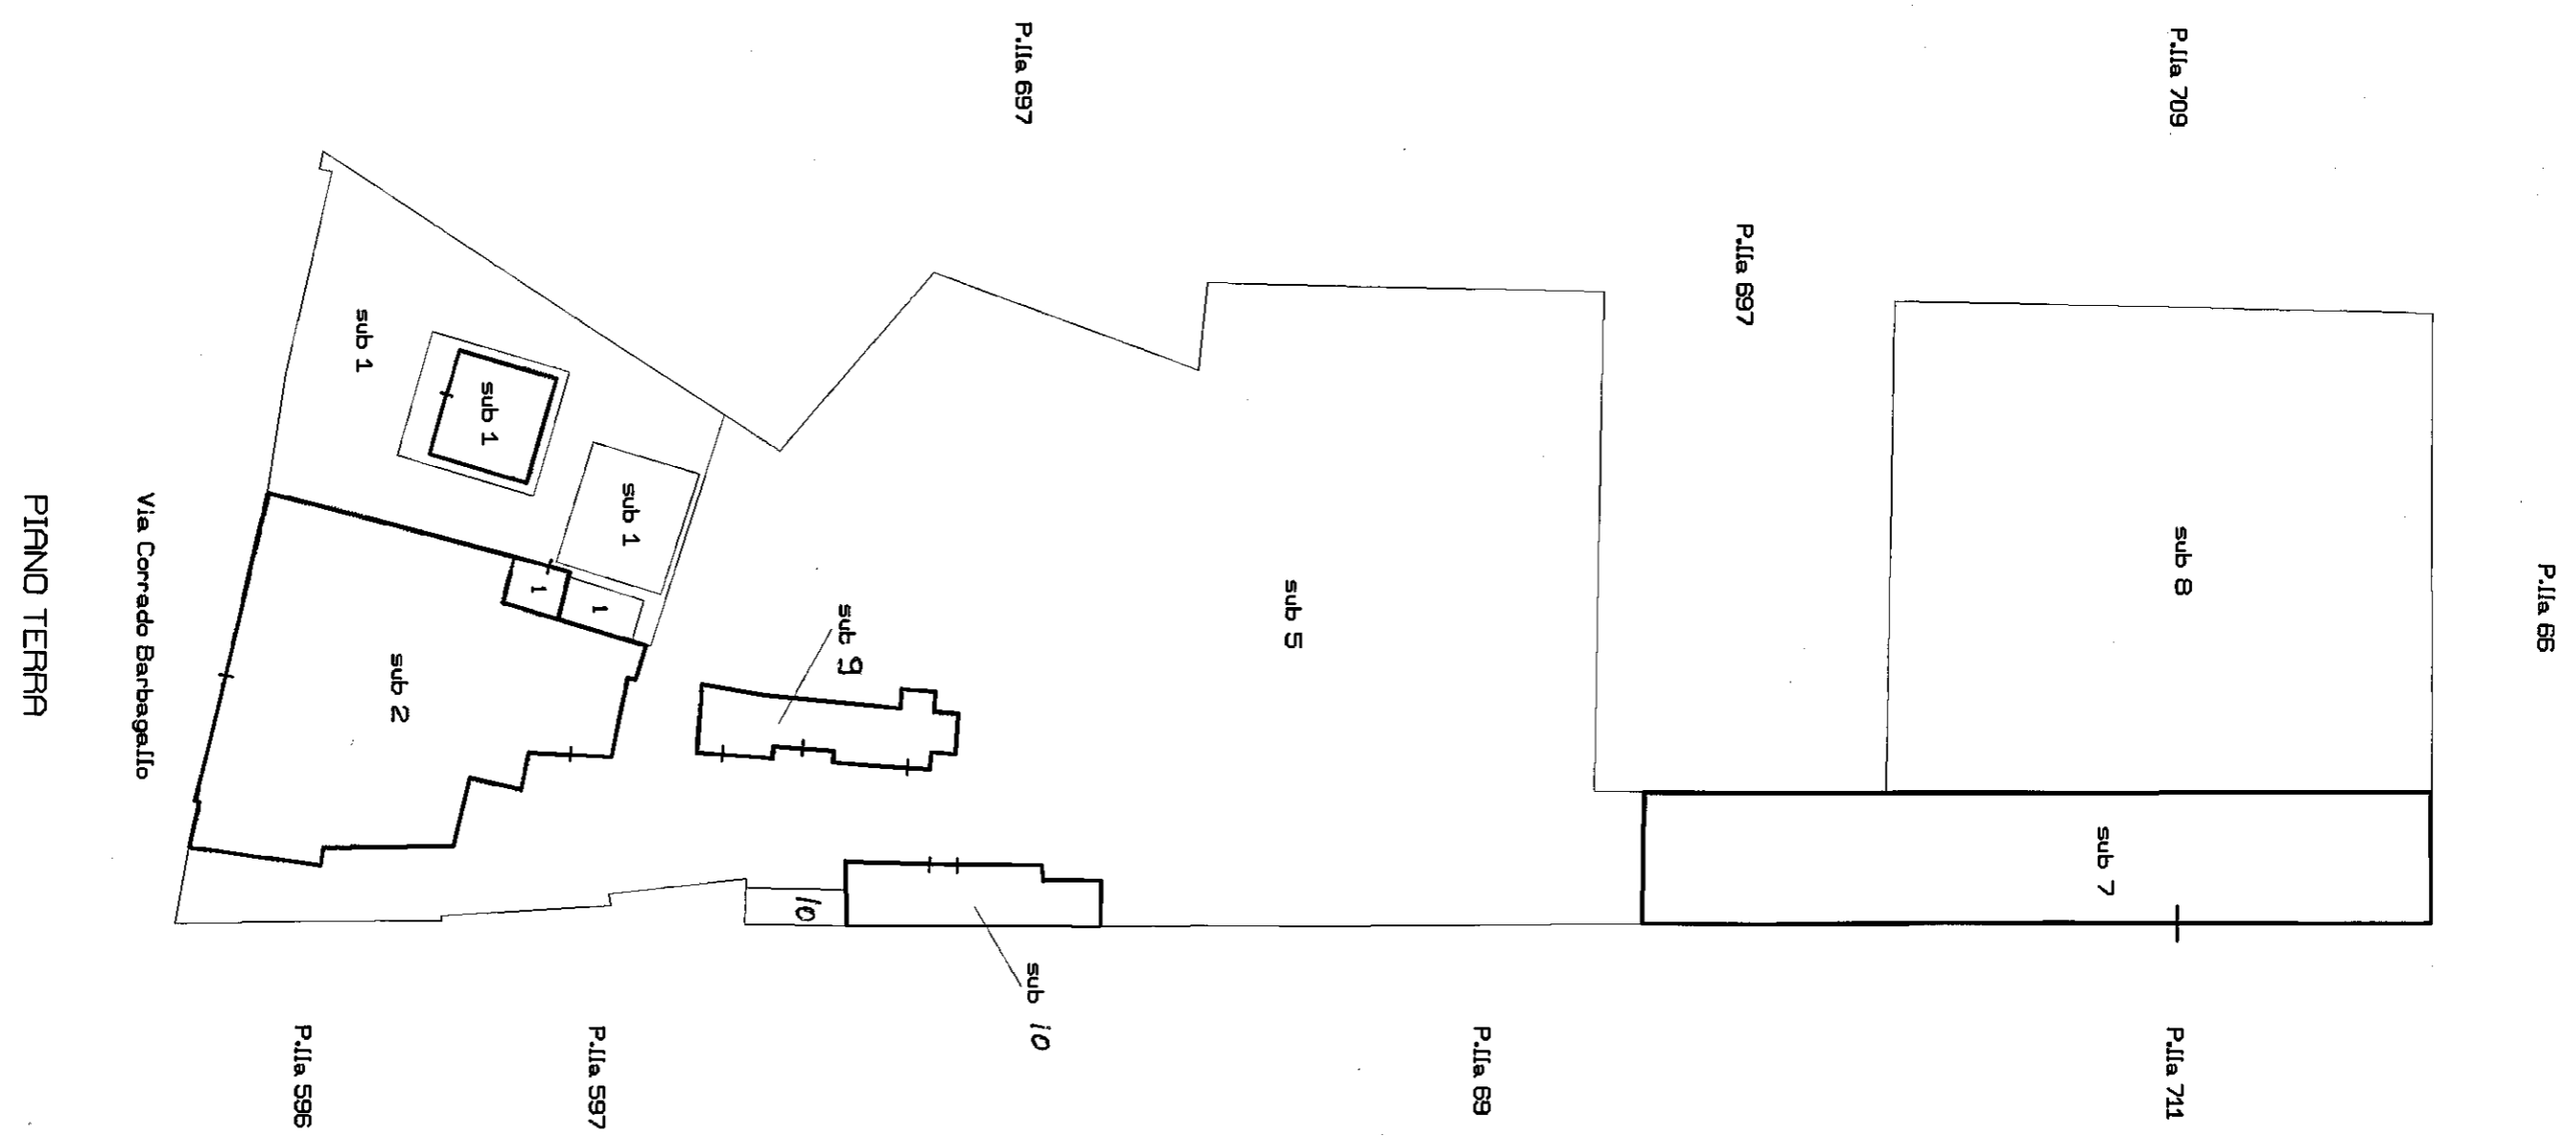 P.lla 709
P.lla 697
P.lla 697
P.lla 66
sub 8
sub 7
P.lla 711
sub 5
P.lla 69
sub 9
sub 10
10
sub 1
sub 1
sub 1
1
1
sub 2
P.lla 597
P.lla 596
Via Corrado Barbagallo
PIANO TERRA